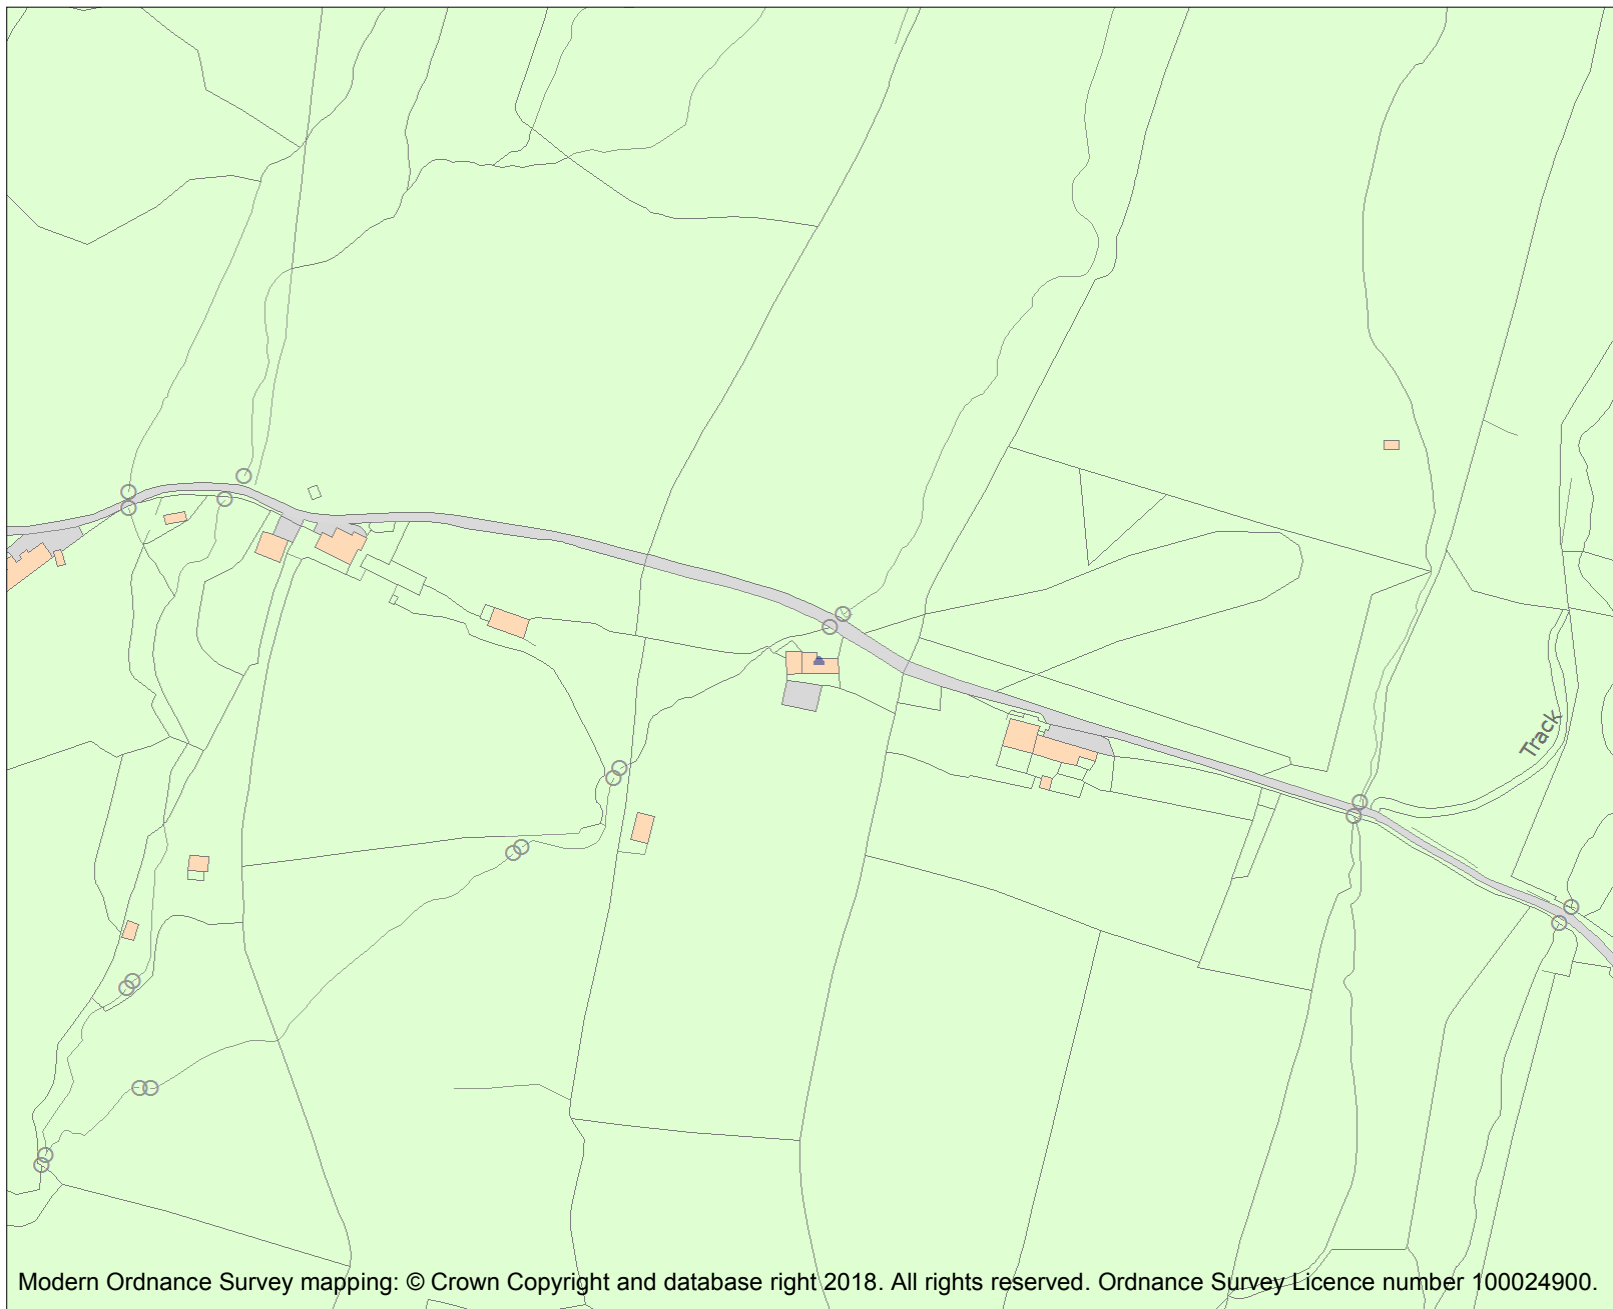 Track
Modern Ordnance Survey mapping: © Crown Copyright and database right 2018. All rights reserved. Ordnance Survey Licence number 100024900.